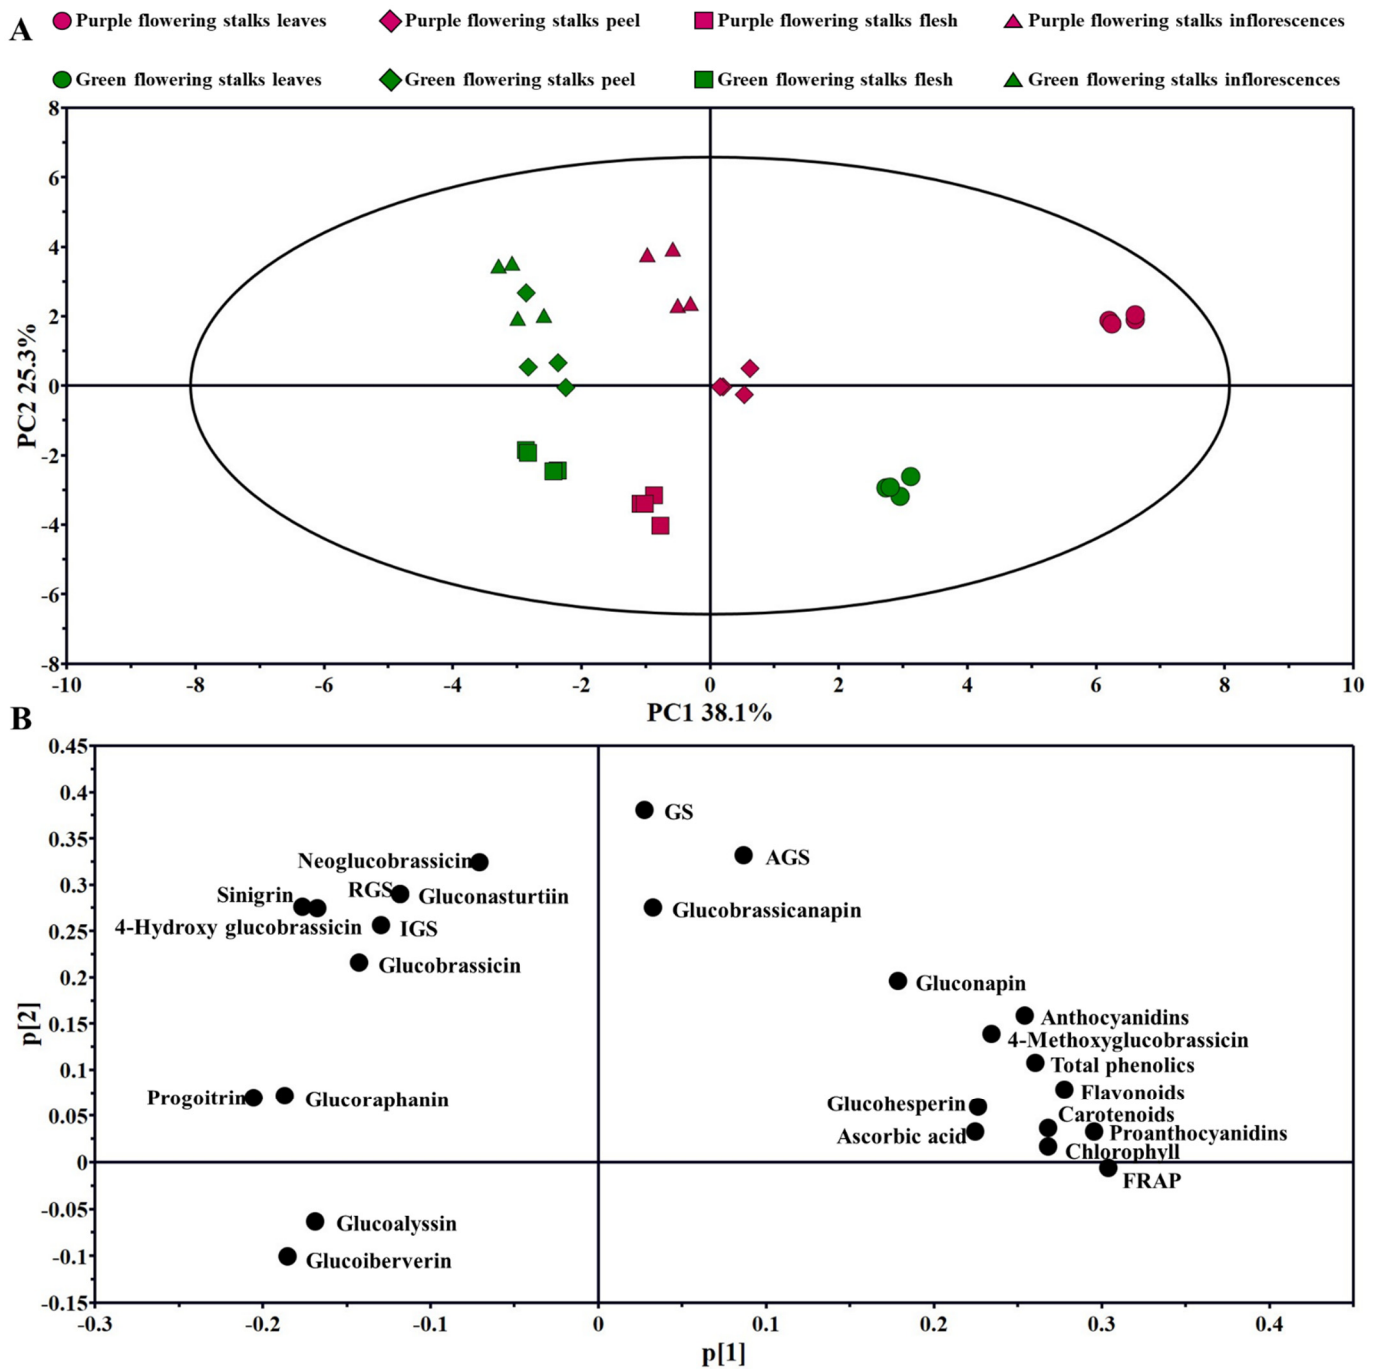 A
Purple flowering stalks leaves
Purple flowering stalks peel
Purple flowering stalks flesh
Purple flowering stalks inflorescences
Green flowering stalks leaves
Green flowering stalks peel
Green flowering stalks flesh
Green flowering stalks inflorescences
8
6
4
2
0
-2
-4
-6
-8
PC2 25.3%
-10
-8
-6
-4
-2
0
2
4
6
8
10
PC1 38.1%
B
0.45
0.4
0.35
0.3
0.25
0.2
0.15
0.1
0.05
0
-0.05
-0.1
-0.15
p[2]
GS
AGS
Neoglucobrassicin
RGS
Gluconasturtiin
Sinigrin
Glucobrassicanapin
4-Hydroxy glucobrassicin
IGS
Glucobrassicin
Gluconapin
Anthocyanidins
4-Methoxyglucobrassicin
Total phenolics
Flavonoids
Progoitrin
Glucoraphanin
Glucohesperin
Carotenoids
Ascorbic acid
Proanthocyanidins
Chlorophyll
FRAP
Glucoalyssin
Glucoiberverin
-0.3
-0.2
-0.1
0
0.1
0.2
0.3
0.4
p[1]